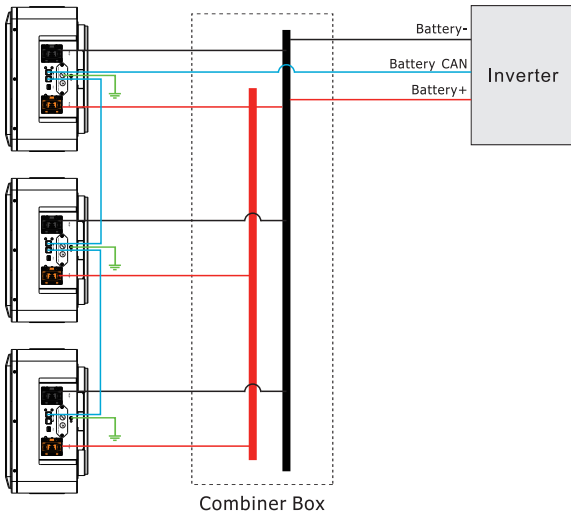 Battery-
Battery CAN
Battery+
Inverter
Combiner Box